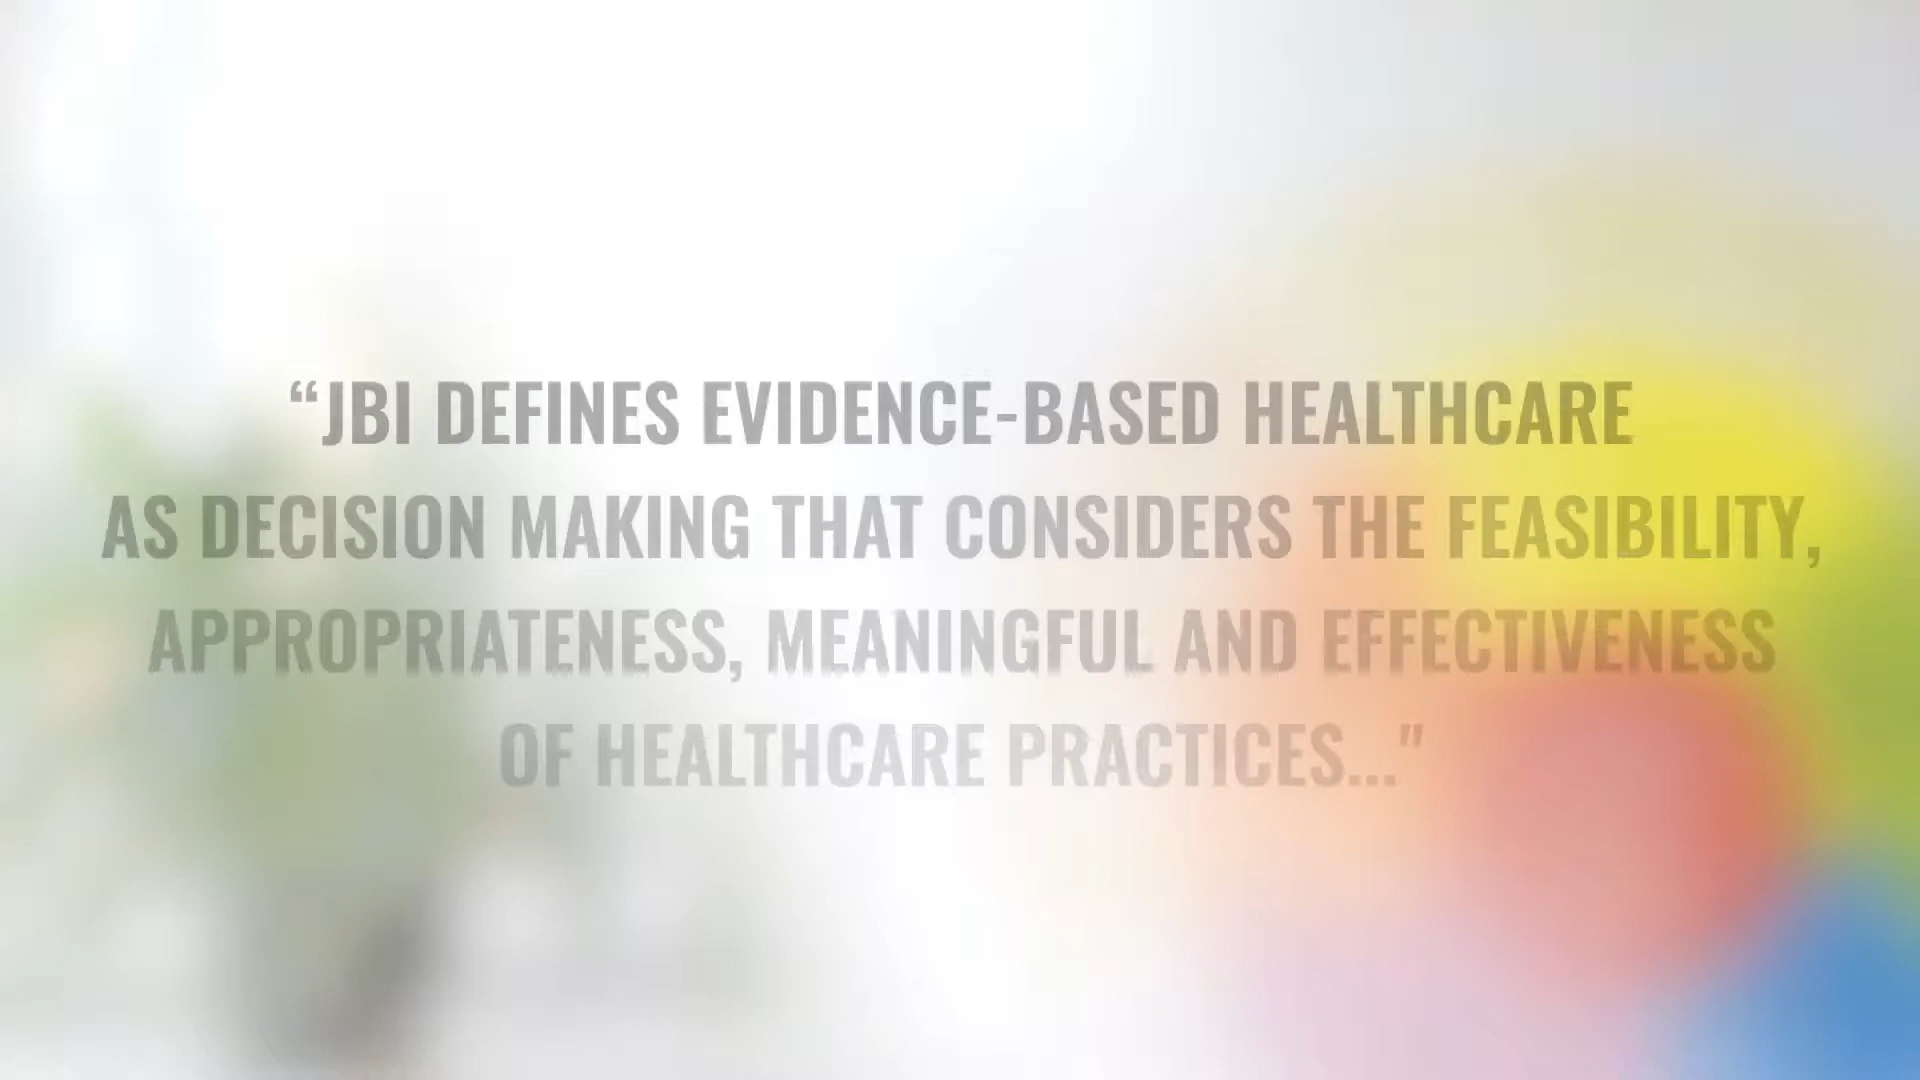 “JBI DEFINES EVIDENCE-BASED HEALTHCARE
AS DECISION MAKING THAT CONSIDERS THE FEASIBILITY,
APPROPRIATENESS, MEANINGFUL AND EFFECTIVENESS
OF HEALTHCARE PRACTICES..."